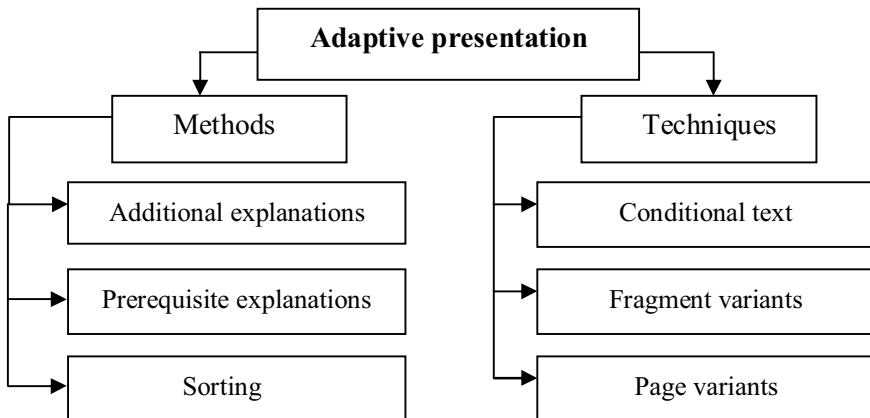 Adaptive presentation
Methods
Additional explanations
Prerequisite explanations
Sorting
Techniques
Conditional text
Fragment variants
Page variants